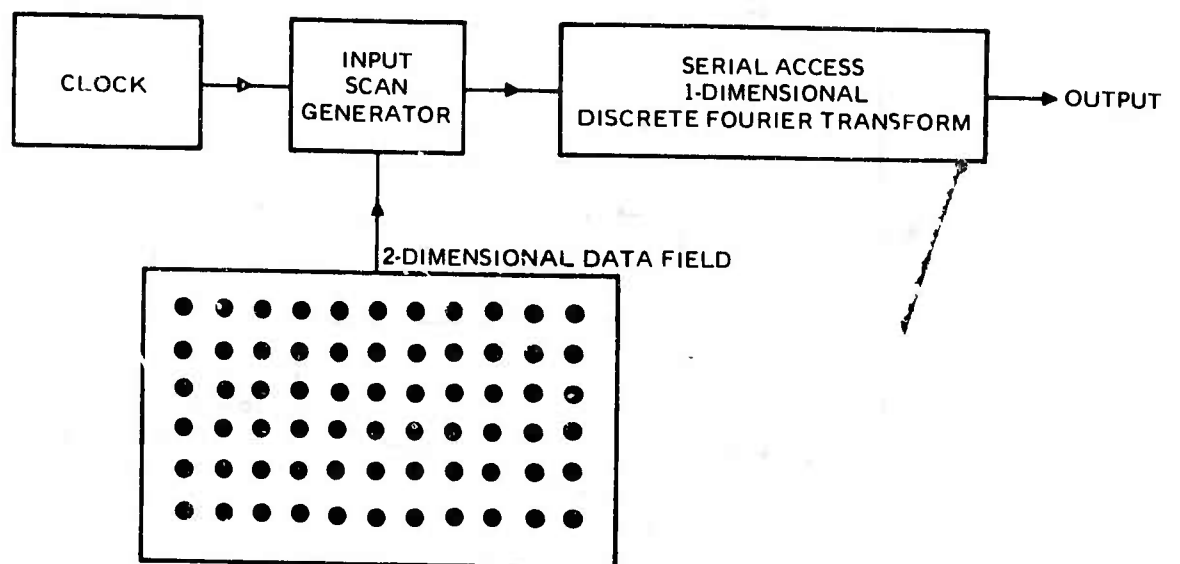 CLOCK
INPUT
SCAN
GENERATOR
SERIAL ACCESS
1-DIMENSIONAL
DISCRETE FOURIER TRANSFORM
OUTPUT
2-DIMENSIONAL DATA FIELD